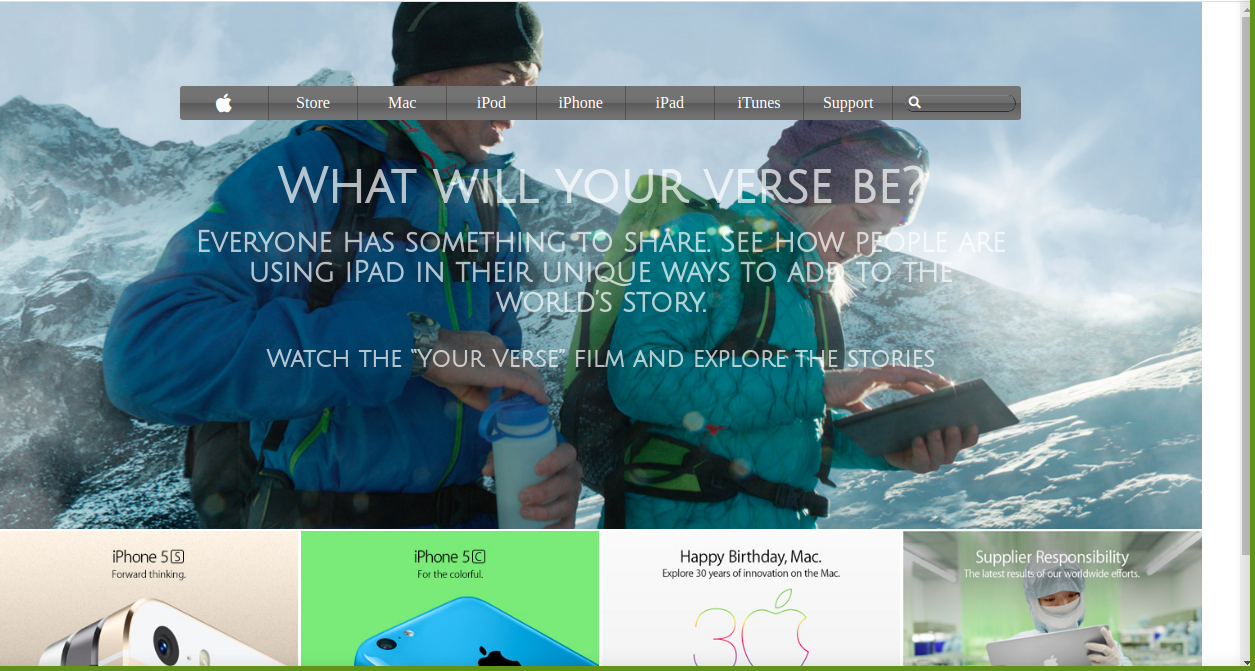 Store Mac iPod iPhone iPad iTunes Support
What will your verse be?
Everyone has something to share. See how people are
using iPad in their unique ways to add to the
world's story.
Watch the "Your Verse" film and explore the stories
iPhone 5S
Forward thinking.
iPhone 5C
For the colorful.
Happy Birthday, Mac.
Explore 30 years of innovation on the Mac.
30
Supplier Responsibility
The latest results of our worldwide efforts.